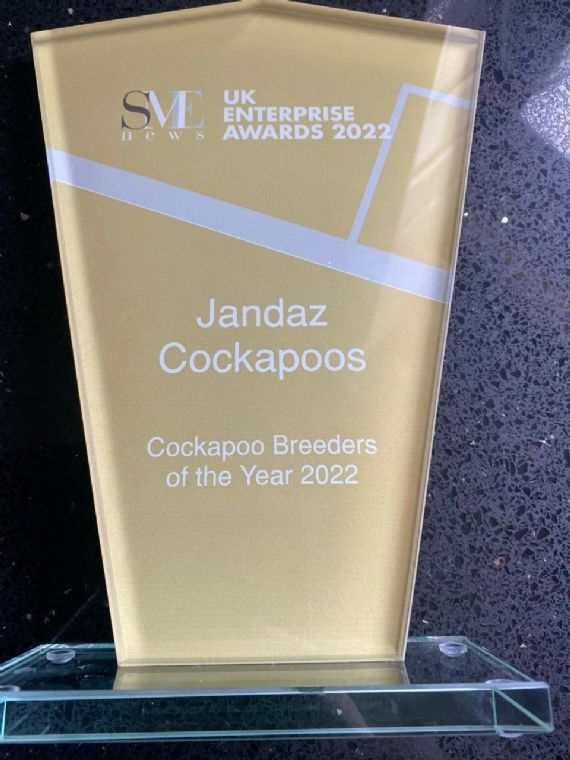 SME
news
UK
ENTERPRISE
AWARDS 2022
Jandaz
Cockapoos
Cockapoo Breeders
of the Year 2022